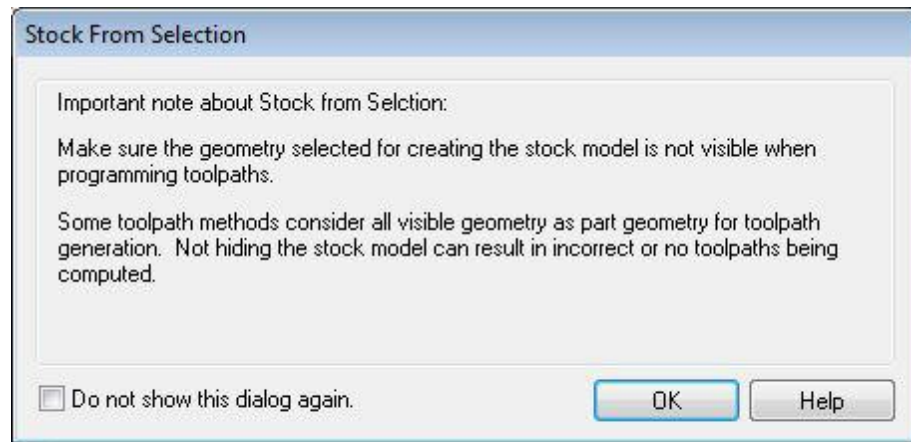 Stock From Selection
Important note about Stock from Selction:
Make sure the geometry selected for creating the stock model is not visible when
programming toolpaths.
Some toolpath methods consider all visible geometry as part geometry for toolpath
generation.  Not hiding the stock model can result in incorrect or no toolpaths being
computed.
Do not show this dialog again.
OK
Help